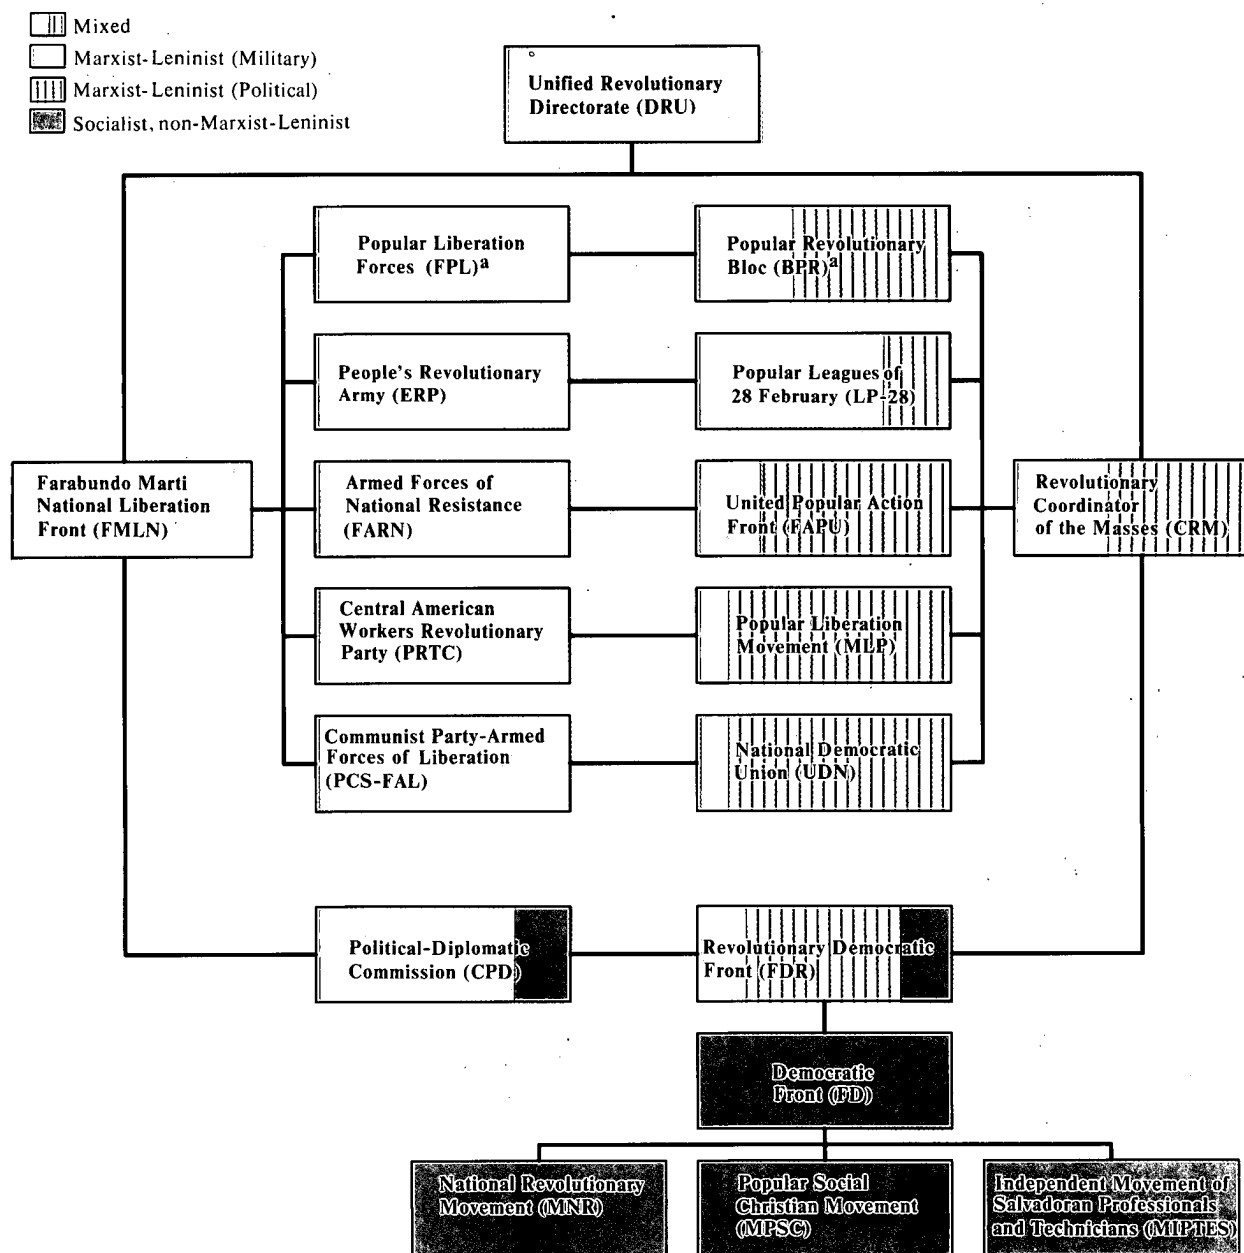 Mixed
Marxist-Leninist (Military)
Marxist-Leninist (Political)
Socialist, non-Marxist-Leninist
Unified Revolutionary
Directorate (DRU)
Popular Liberation
Forces (FPL)a
Popular Revolutionary
Bloc (BPR)a
People's Revolutionary
Army (ERP)
Popular Leagues of
28 February (LP-28)
Farabundo Marti
National Liberation
Front (FMLN)
Armed Forces of
National Resistance
(FARN)
United Popular Action
Front (FAPU)
Revolutionary
Coordinator
of the Masses (CRM)
Central American
Workers Revolutionary
Party (PRTC)
Popular Liberation
Movement (MLP)
Communist Party-Armed
Forces of Liberation
(PCS-FAL)
National Democratic
Union (UDN)
Political-Diplomatic
Commission (CPD)
Revolutionary Democratic
Front (FDR)
Democratic
Front (FD)
National Revolutionary
Movement (MNR)
Popular Social
Christian Movement
(MPSC)
Independent Movement of
Salvadoran Professionals
and Technicians (MIPTES)